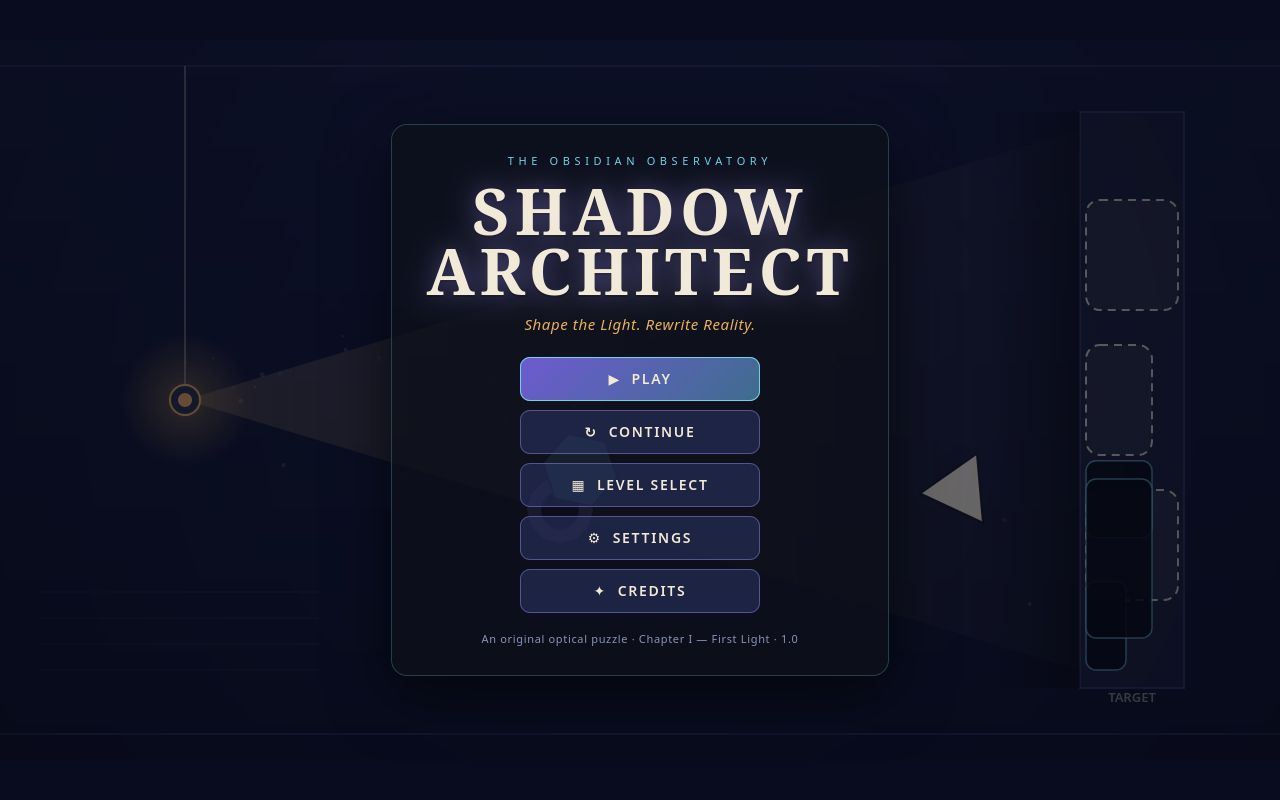 THE OBSIDIAN OBSERVATORY
SHADOW
ARCHITECT
Shape the Light. Rewrite Reality.
▶ PLAY
↻ CONTINUE
▦ LEVEL SELECT
⚙ SETTINGS
✦ CREDITS
An original optical puzzle · Chapter I — First Light · 1.0
TARGET